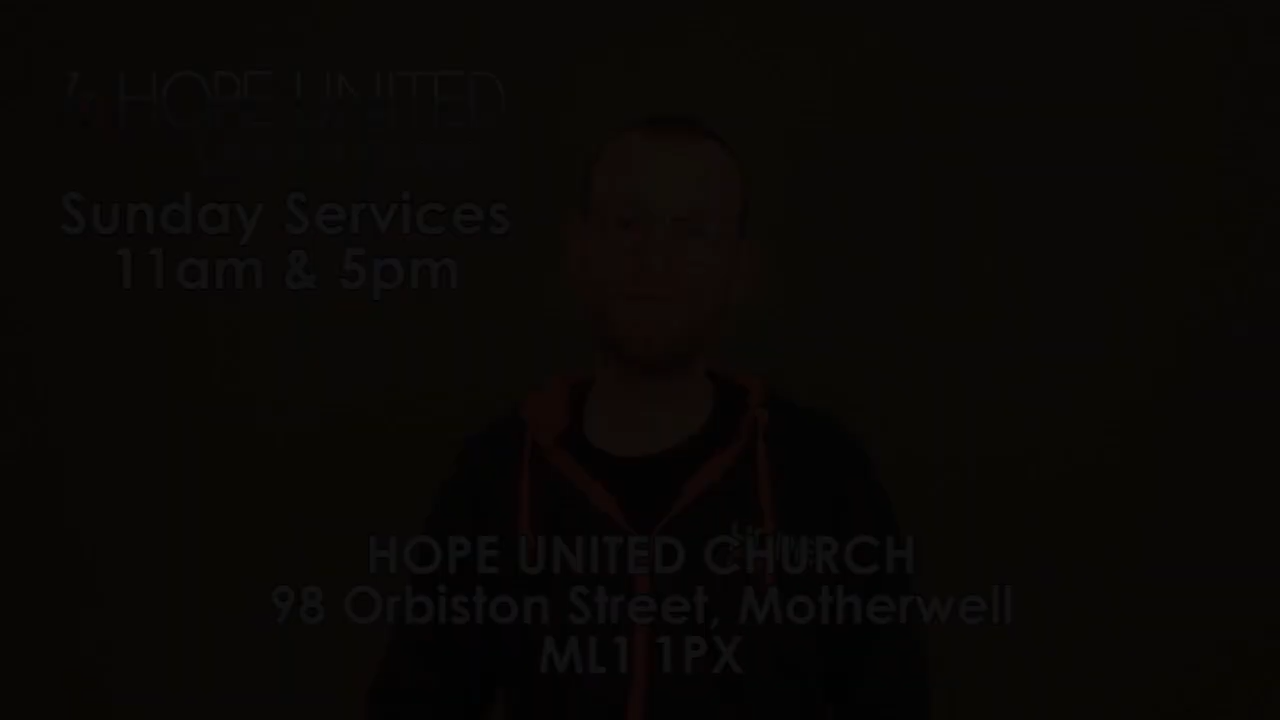 HOPE UNITED
Sunday Services
11am & 5pm
HOPE UNITED CHURCH
98 Orbiston Street, Motherwell
ML1 1PX